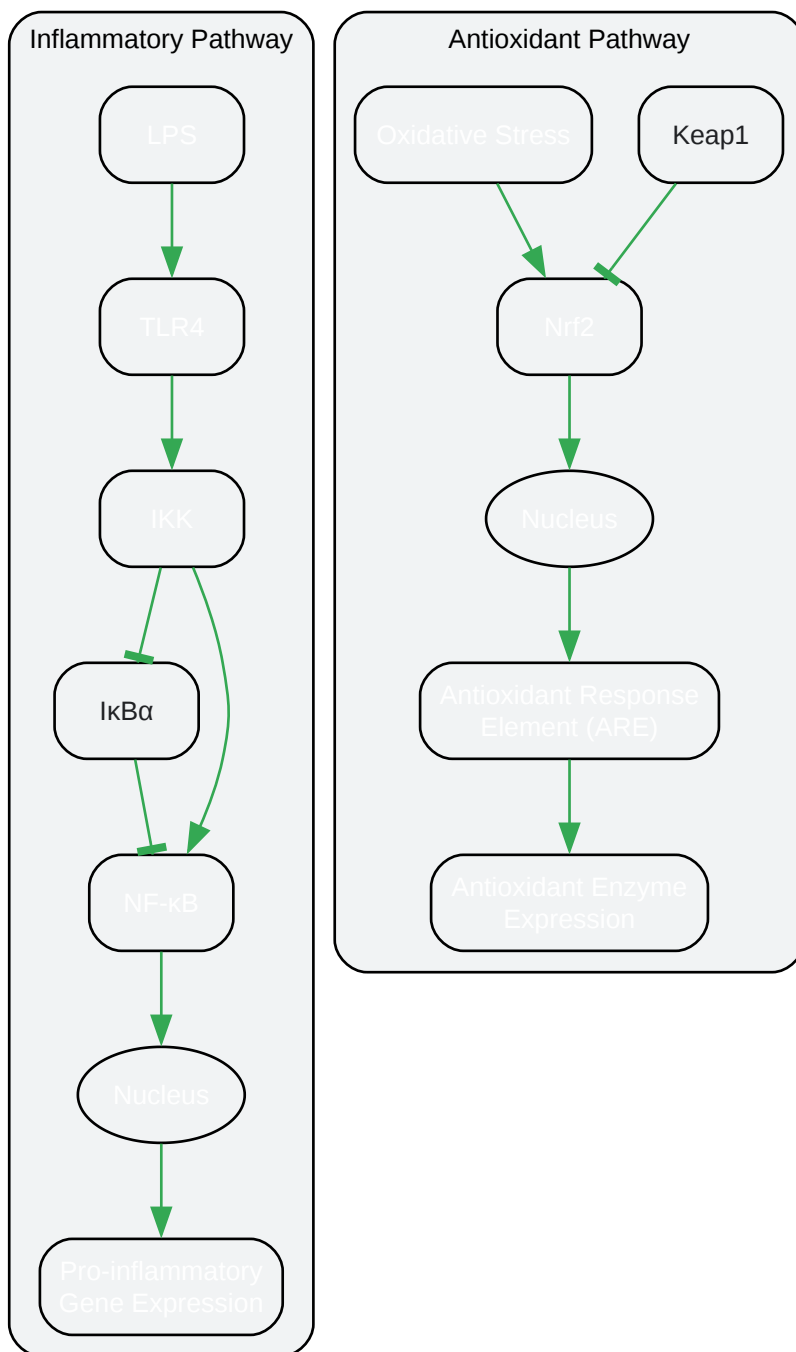 Inflammatory Pathway
LPS
TLR4
IKK
IκBα
NF-κB
Nucleus
Pro-inflammatory
Gene Expression
Antioxidant Pathway
Oxidative Stress
Keap1
Nrf2
Nucleus
Antioxidant Response
Element (ARE)
Antioxidant Enzyme
Expression